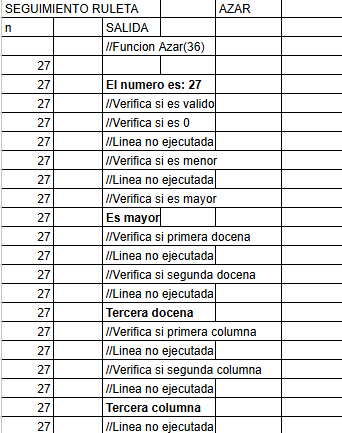 SEGUIMIENTO RULETA AZAR
n SALIDA
//Funcion Azar(36)
27
27 El numero es: 27
27 //Verifica si es valido
27 //Verifica si es 0
27 //Linea no ejecutada
27 //Verifica si es menor
27 //Linea no ejecutada
27 //Verifica si es mayor
27 Es mayor
27 //Verifica si primera docena
27 //Linea no ejecutada
27 //Verifica si segunda docena
27 //Linea no ejecutada
27 Tercera docena
27 //Verifica si primera columna
27 //Linea no ejecutada
27 //Verifica si segunda columna
27 //Linea no ejecutada
27 Tercera columna
27 //Linea no ejecutada